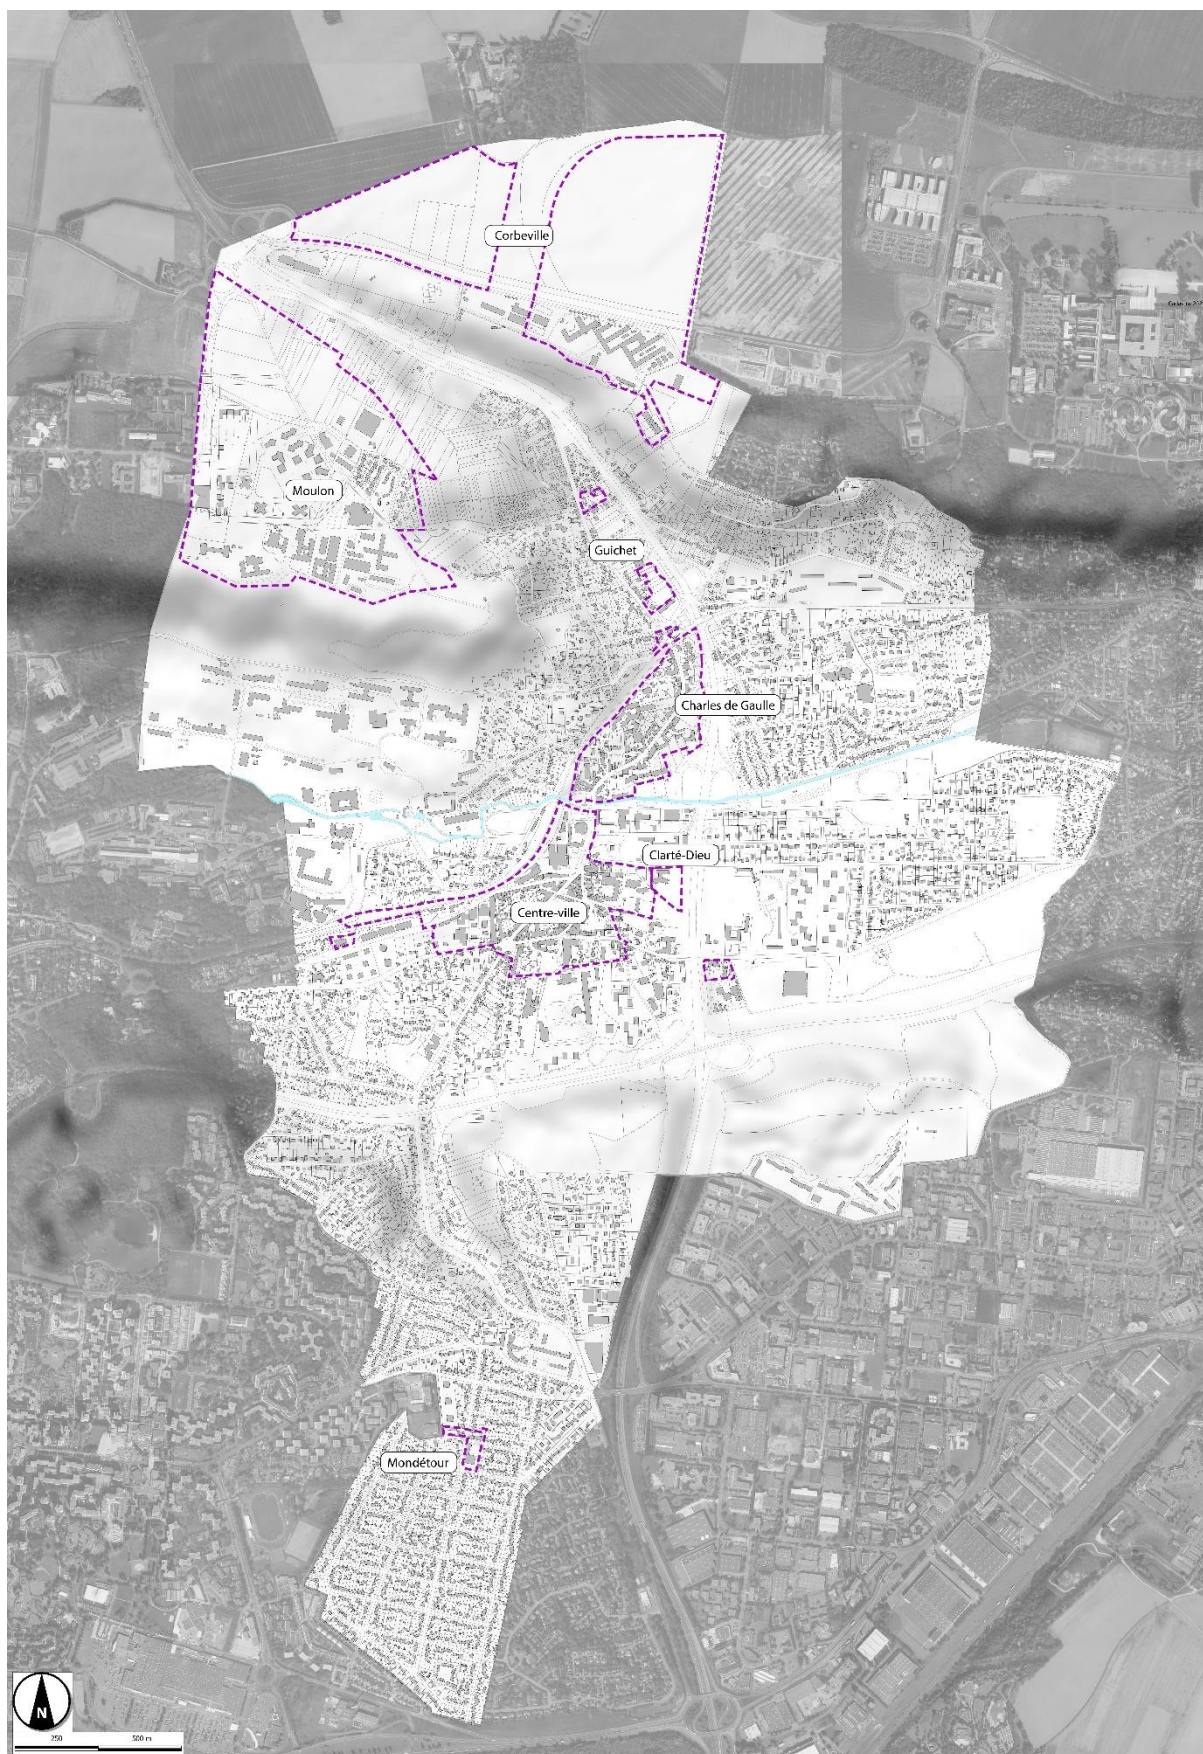 Corbeville
Moulon
Guichet
Charles de Gaulle
Clarté-Dieu
Centre-ville
Mondétour
N
250
500 m